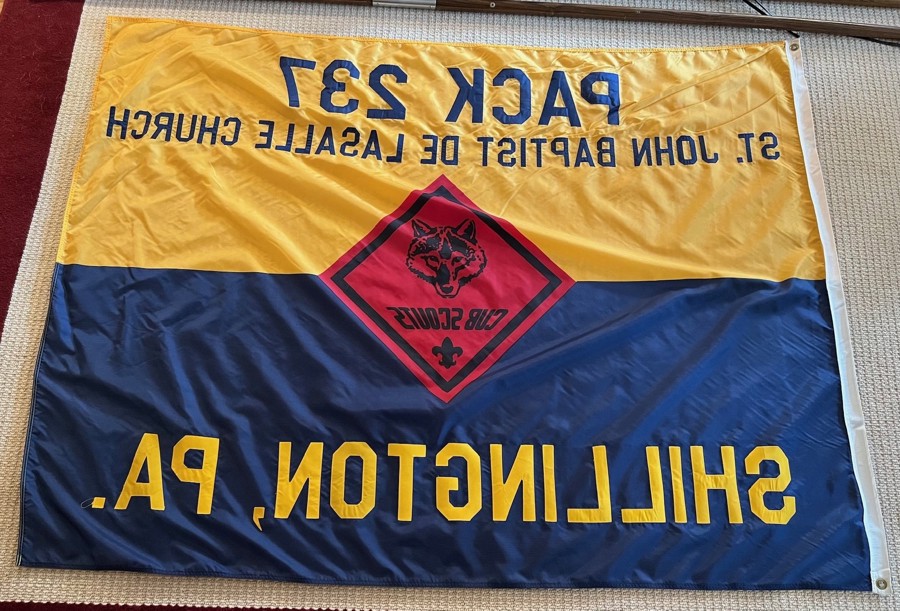 PACK 237
ST. JOHN BAPTIST DE LASALLE CHURCH
CUB SCOUTS
SHILLINGTON, PA.